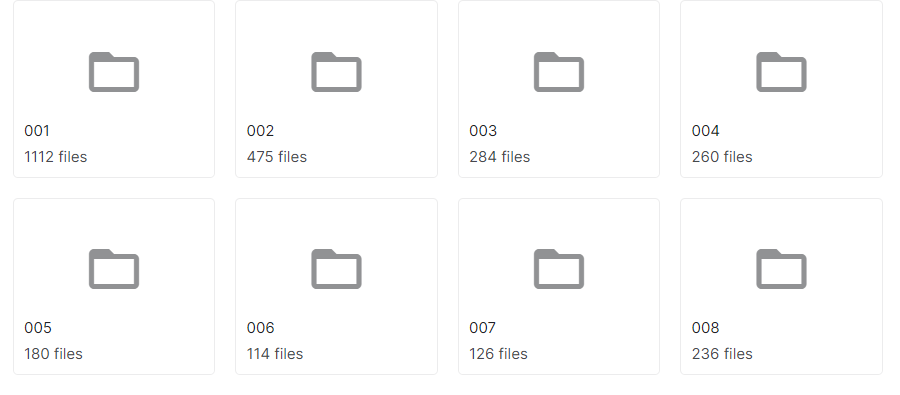 001
1112 files
002
475 files
003
284 files
004
260 files
005
180 files
006
114 files
007
126 files
008
236 files